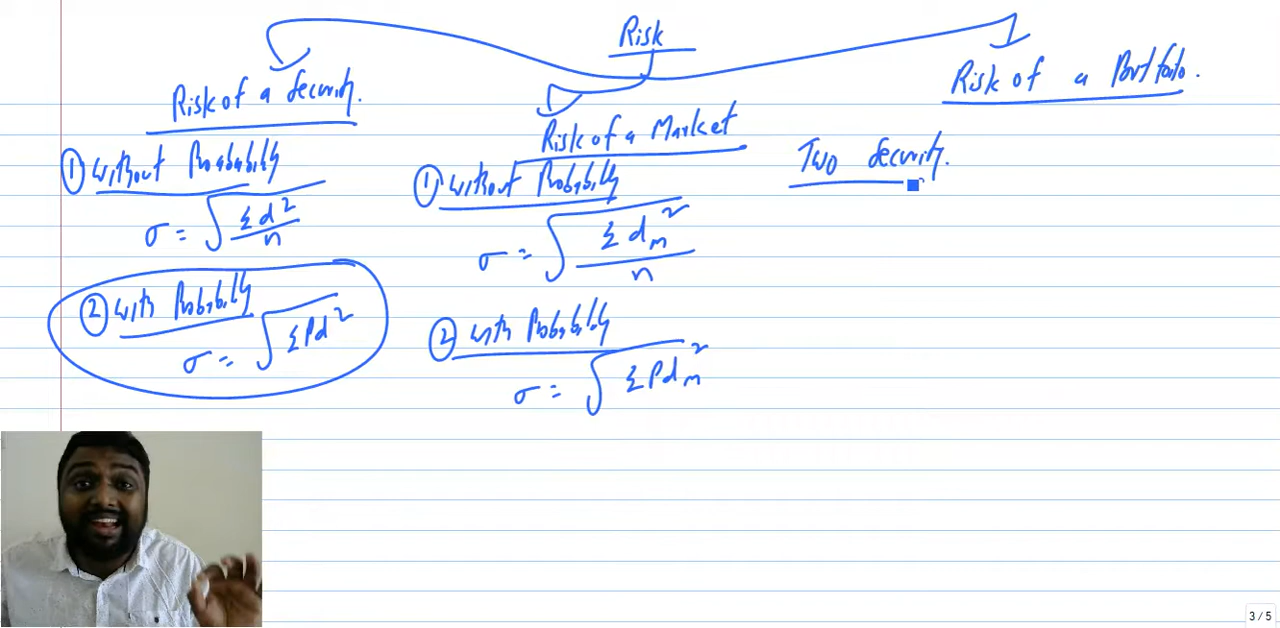 Risk
Risk of a Security.
① without Probability
σ = √Σd²/n
② with Probability
σ = √ΣPd²
Risk of a Market
① without Probability
σ = √Σdm²/n
② with Probability
σ = √ΣPdm²
Risk of a Portfolio.
Two Security.
3 / 5